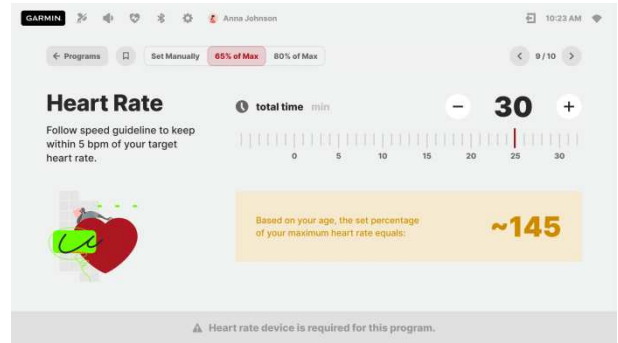 GARMIN Anna Johnson 10:23 AM
← Programs Set Manually 65% of Max 80% of Max < 9/10 >
Heart Rate
Follow speed guideline to keep
within 5 bpm of your target
heart rate.
total time min − 30 +
0 5 10 15 20 25 30
Based on your age, the set percentage
of your maximum heart rate equals:
~145
Heart rate device is required for this program.